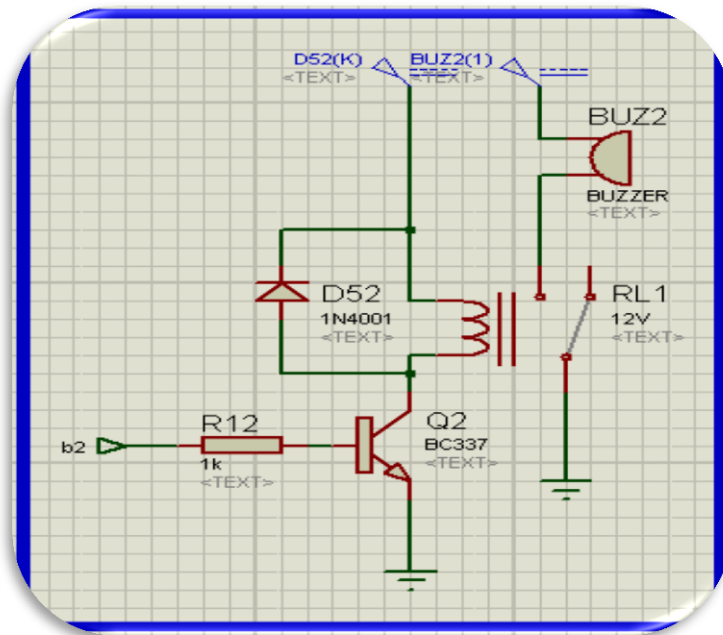 D52(K)
<TEXT>
BUZ2(1)
<TEXT>
BUZ2
BUZZER
<TEXT>
D52
1N4001
<TEXT>
RL1
12V
<TEXT>
R12
1k
<TEXT>
b2
Q2
BC337
<TEXT>